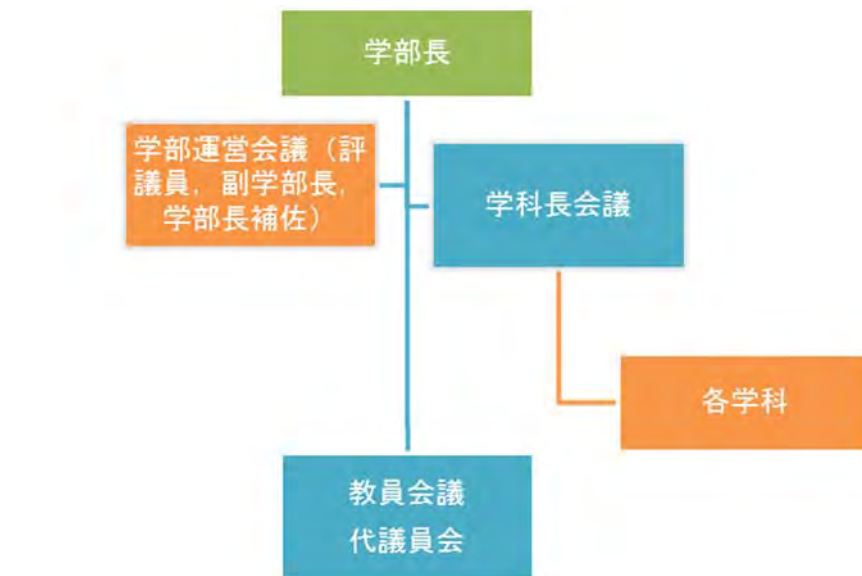 学部長
学部運営会議（評
議員，副学部長，
学部長補佐）
学科長会議
各学科
教員会議
代議員会